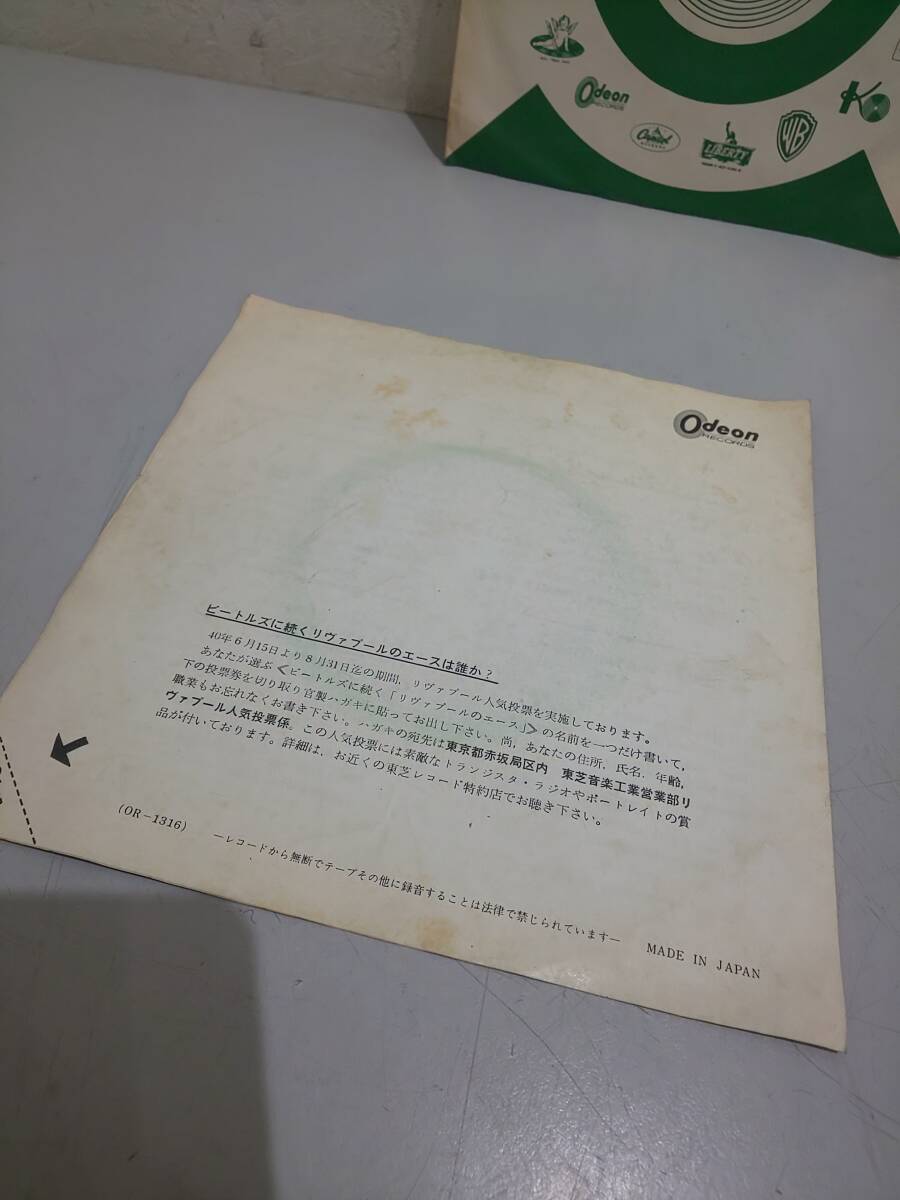 Odeon
RECORDS
Capitol
RECORDS
LIBERTY
WB
Odeon
RECORDS
ビートルズに続くリヴァプールのエースは誰か?
40年6月15日より8月31日迄の期間、リヴァプール人気投票を実施しております。
あなたが選ぶ<ビートルズに続く「リヴァプールのエース」>の名前を一つだけ書いて,
下の投票券を切り取り官製ハガキに貼ってお出し下さい。尚,あなたの住所,氏名,年齢,
職業もお忘れなくお書き下さい。ハガキの宛先は東京都赤坂局区内 東芝音楽工業営業部リ
ヴァプール人気投票係。この人気投票には素敵なトランジスタ・ラジオやポートレイトの賞
品が付いております。詳細は、お近くの東芝レコード特約店でお聴き下さい。
(OR-1316)
—レコードから無断でテープその他に録音することは法律で禁じられています—
MADE IN JAPAN